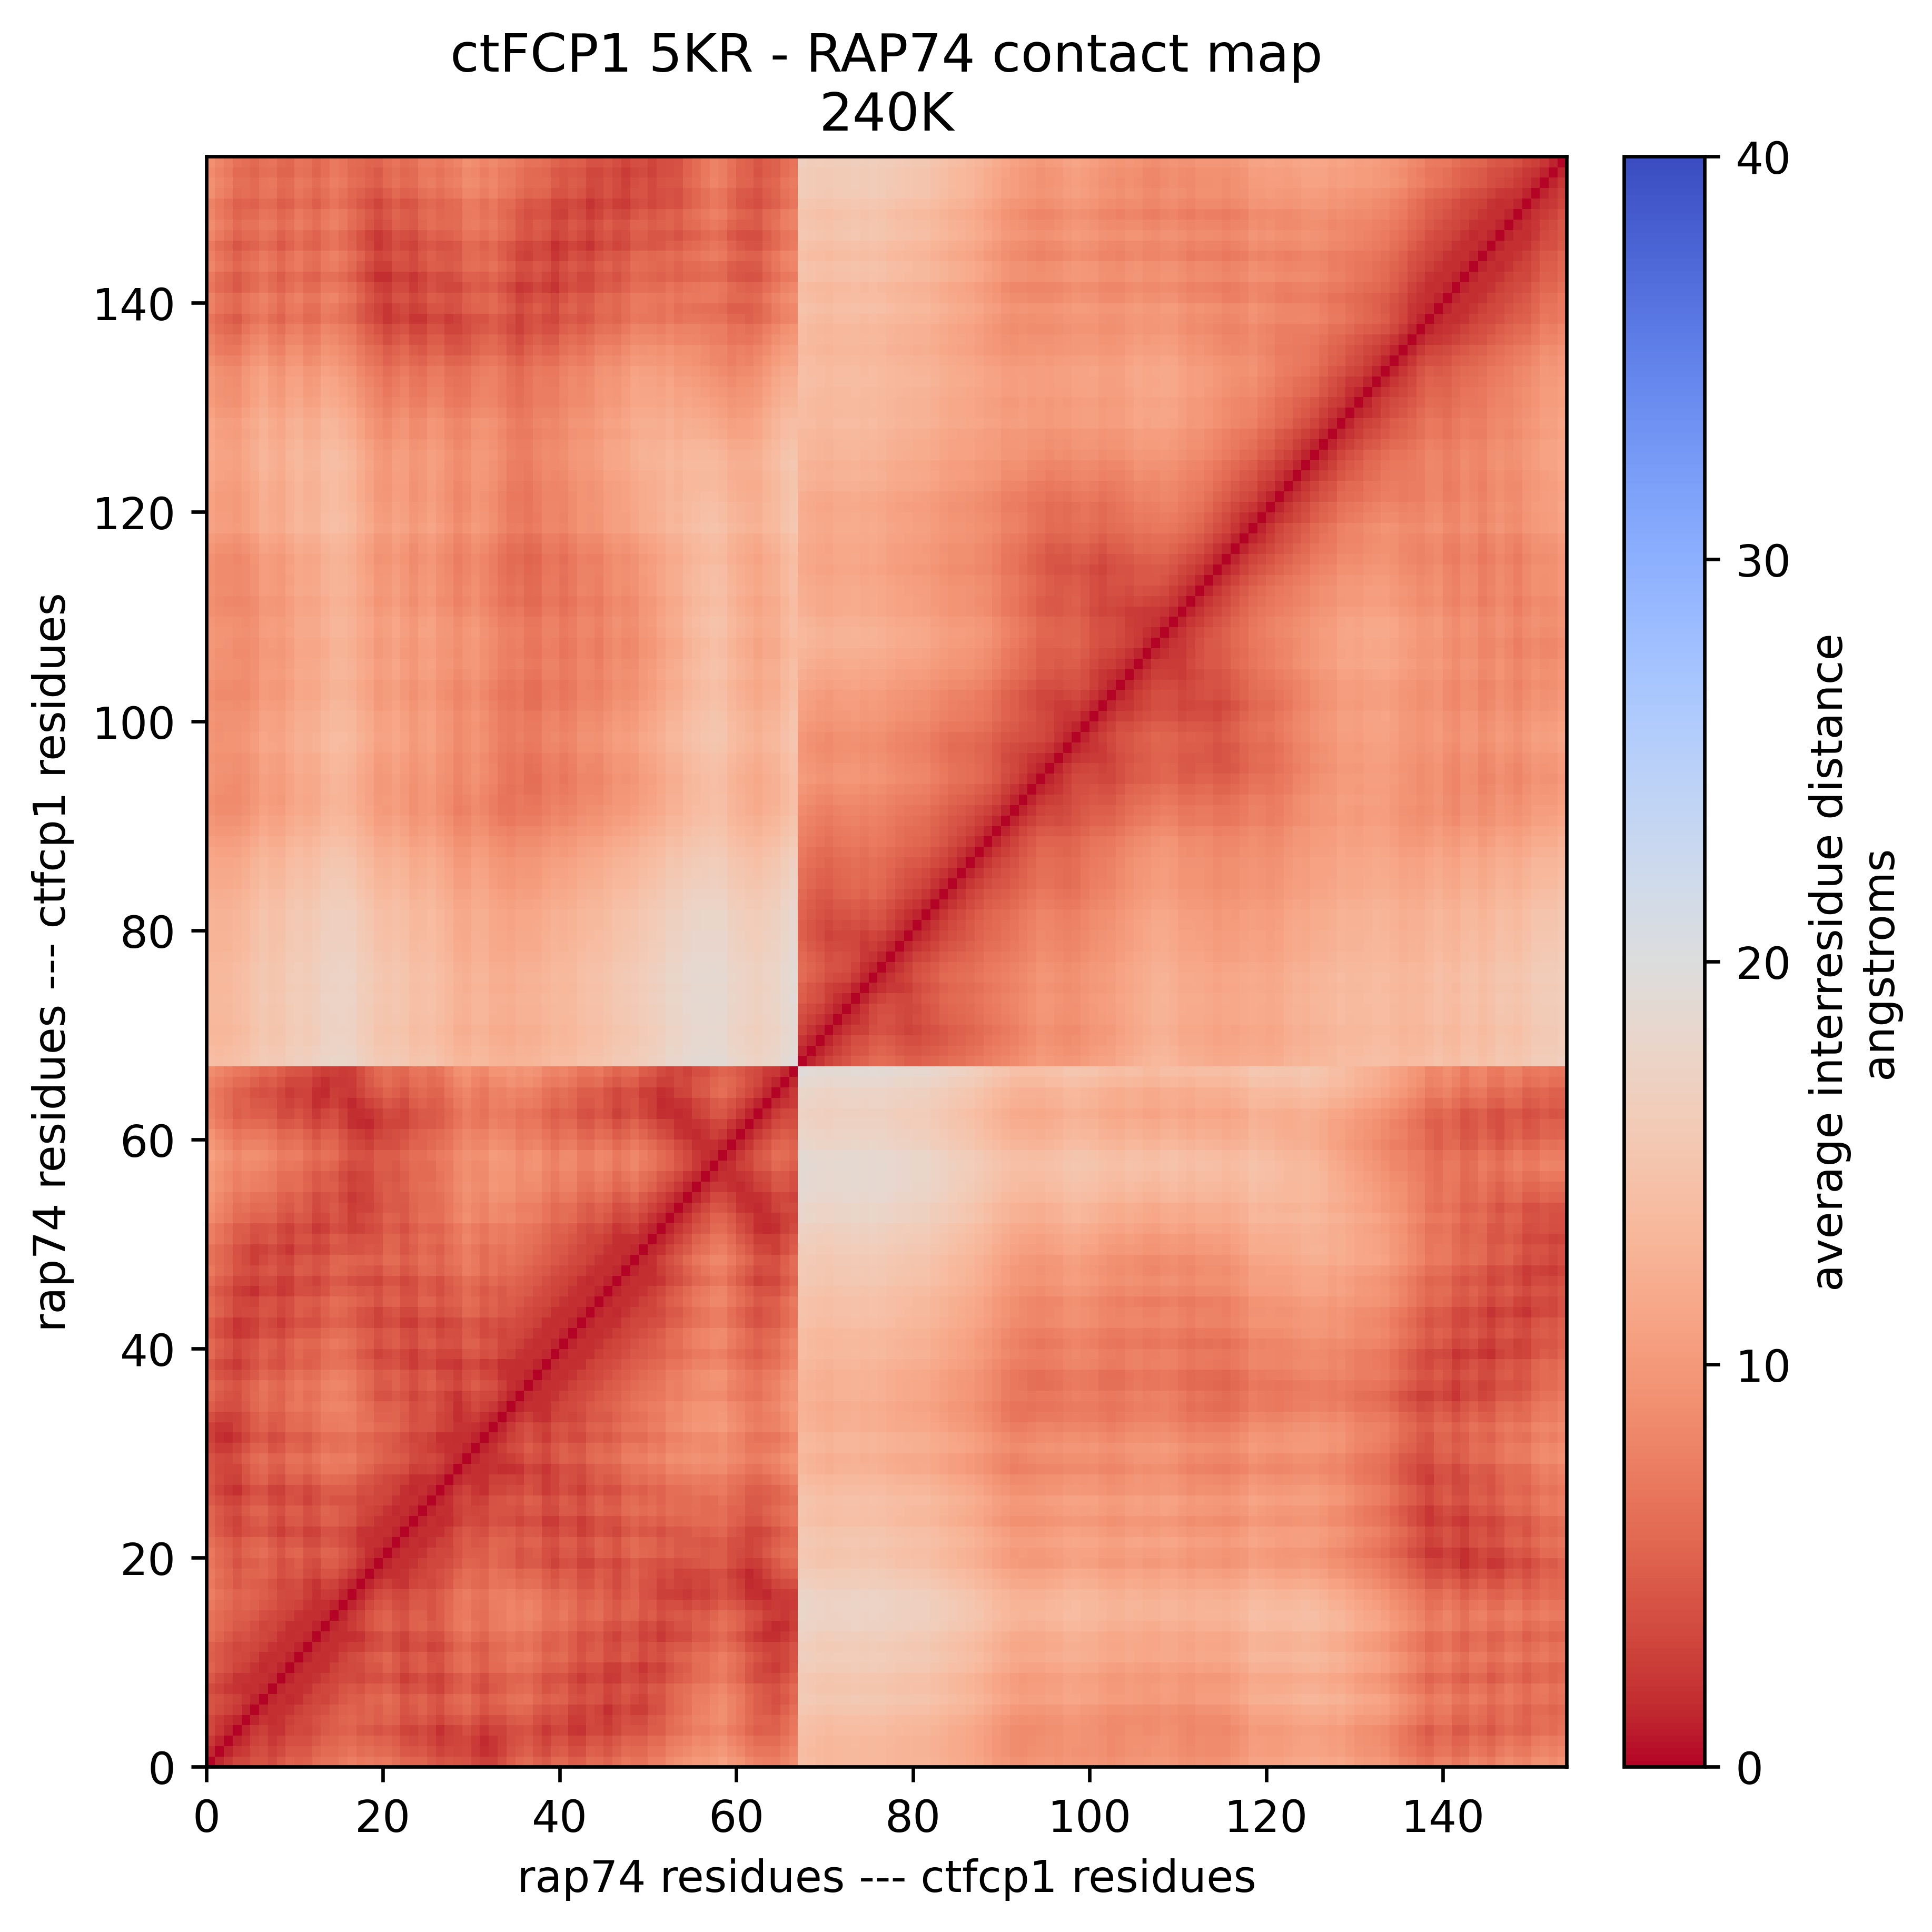 ctFCP1 5KR - RAP74 contact map
240K
140
120
100
80
60
40
20
0
rap74 residues --- ctfcp1 residues
0 20 40 60 80 100 120 140
rap74 residues --- ctfcp1 residues
40
30
20
10
0
average interresidue distance
angstroms